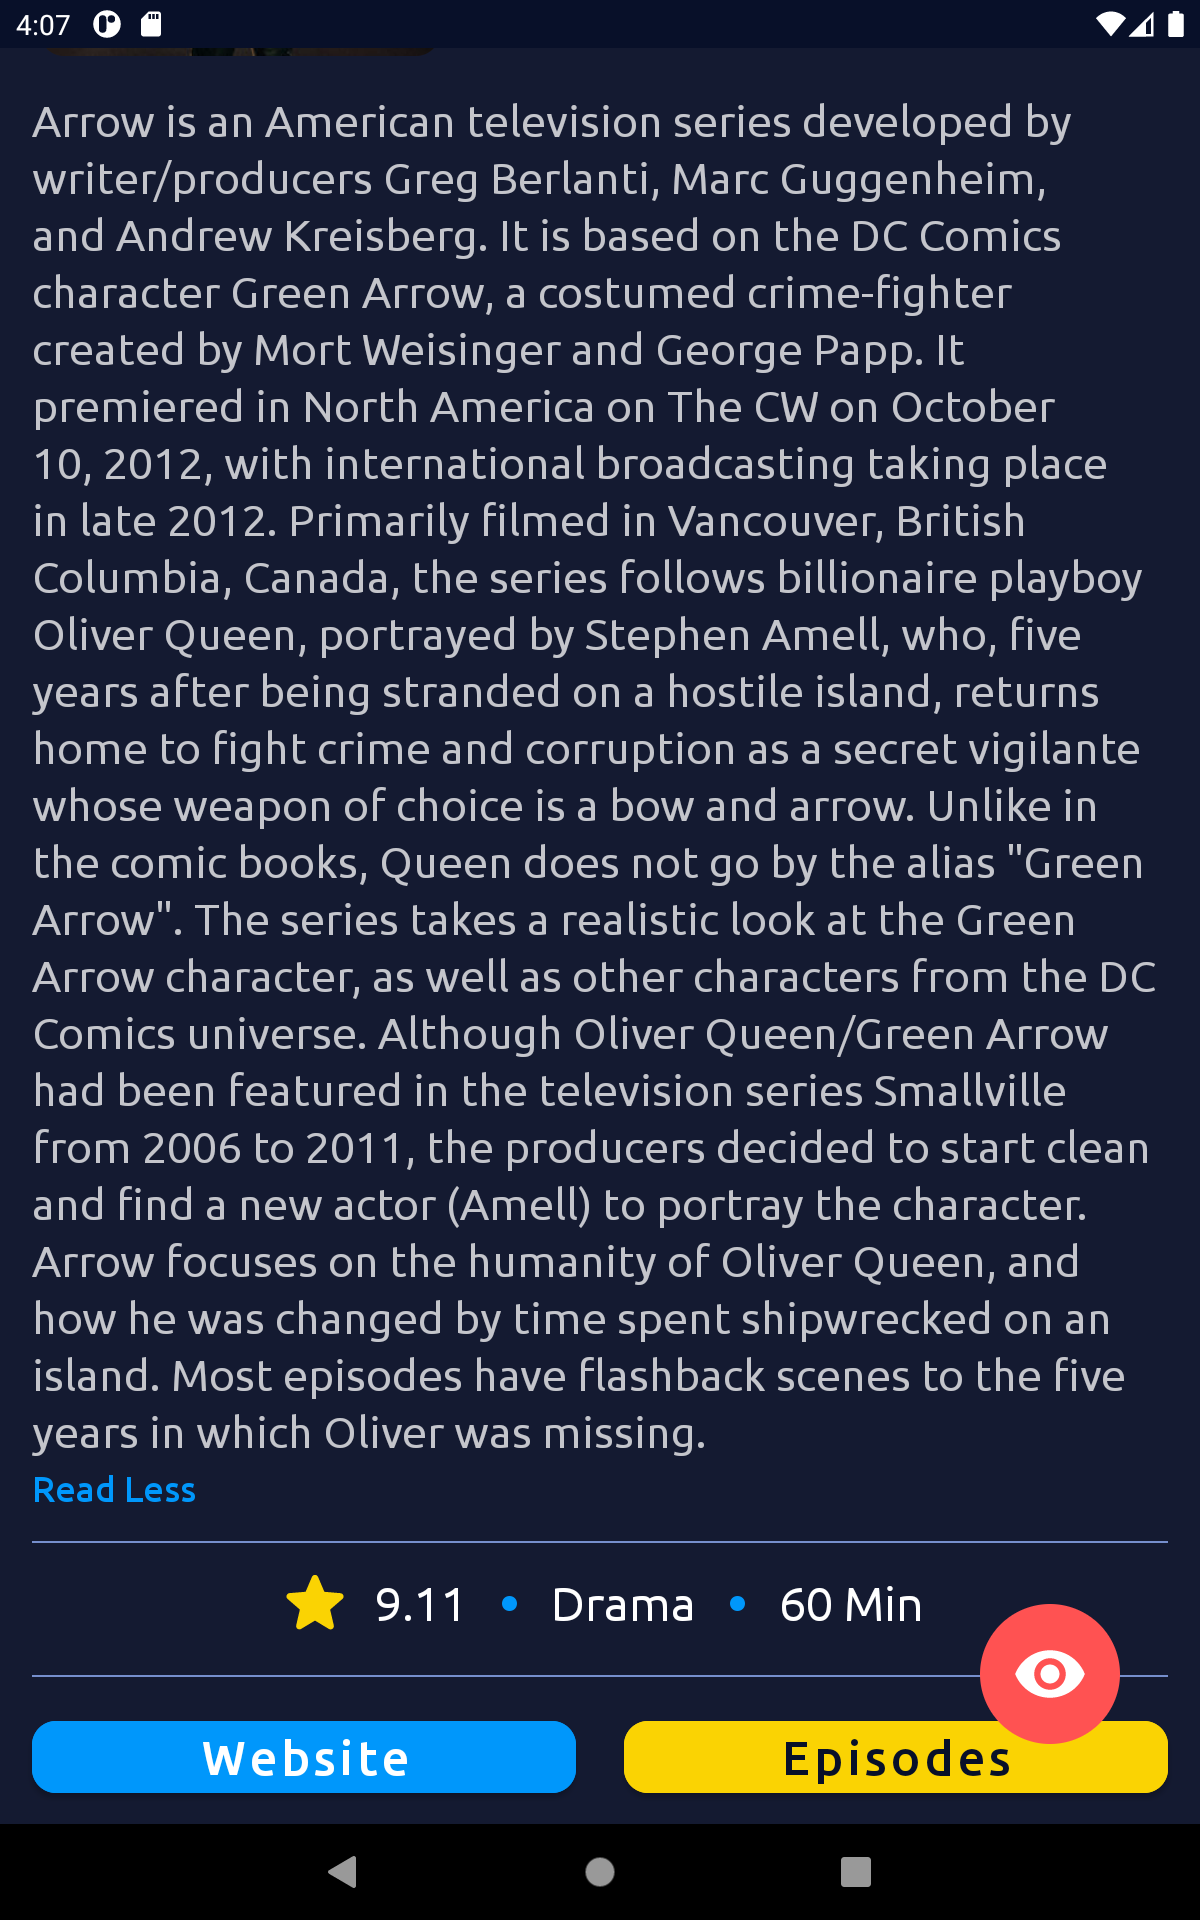 4:07
Arrow is an American television series developed by
writer/producers Greg Berlanti, Marc Guggenheim,
and Andrew Kreisberg. It is based on the DC Comics
character Green Arrow, a costumed crime-fighter
created by Mort Weisinger and George Papp. It
premiered in North America on The CW on October
10, 2012, with international broadcasting taking place
in late 2012. Primarily filmed in Vancouver, British
Columbia, Canada, the series follows billionaire playboy
Oliver Queen, portrayed by Stephen Amell, who, five
years after being stranded on a hostile island, returns
home to fight crime and corruption as a secret vigilante
whose weapon of choice is a bow and arrow. Unlike in
the comic books, Queen does not go by the alias "Green
Arrow". The series takes a realistic look at the Green
Arrow character, as well as other characters from the DC
Comics universe. Although Oliver Queen/Green Arrow
had been featured in the television series Smallville
from 2006 to 2011, the producers decided to start clean
and find a new actor (Amell) to portray the character.
Arrow focuses on the humanity of Oliver Queen, and
how he was changed by time spent shipwrecked on an
island. Most episodes have flashback scenes to the five
years in which Oliver was missing.
Read Less
9.11 • Drama • 60 Min
Website Episodes